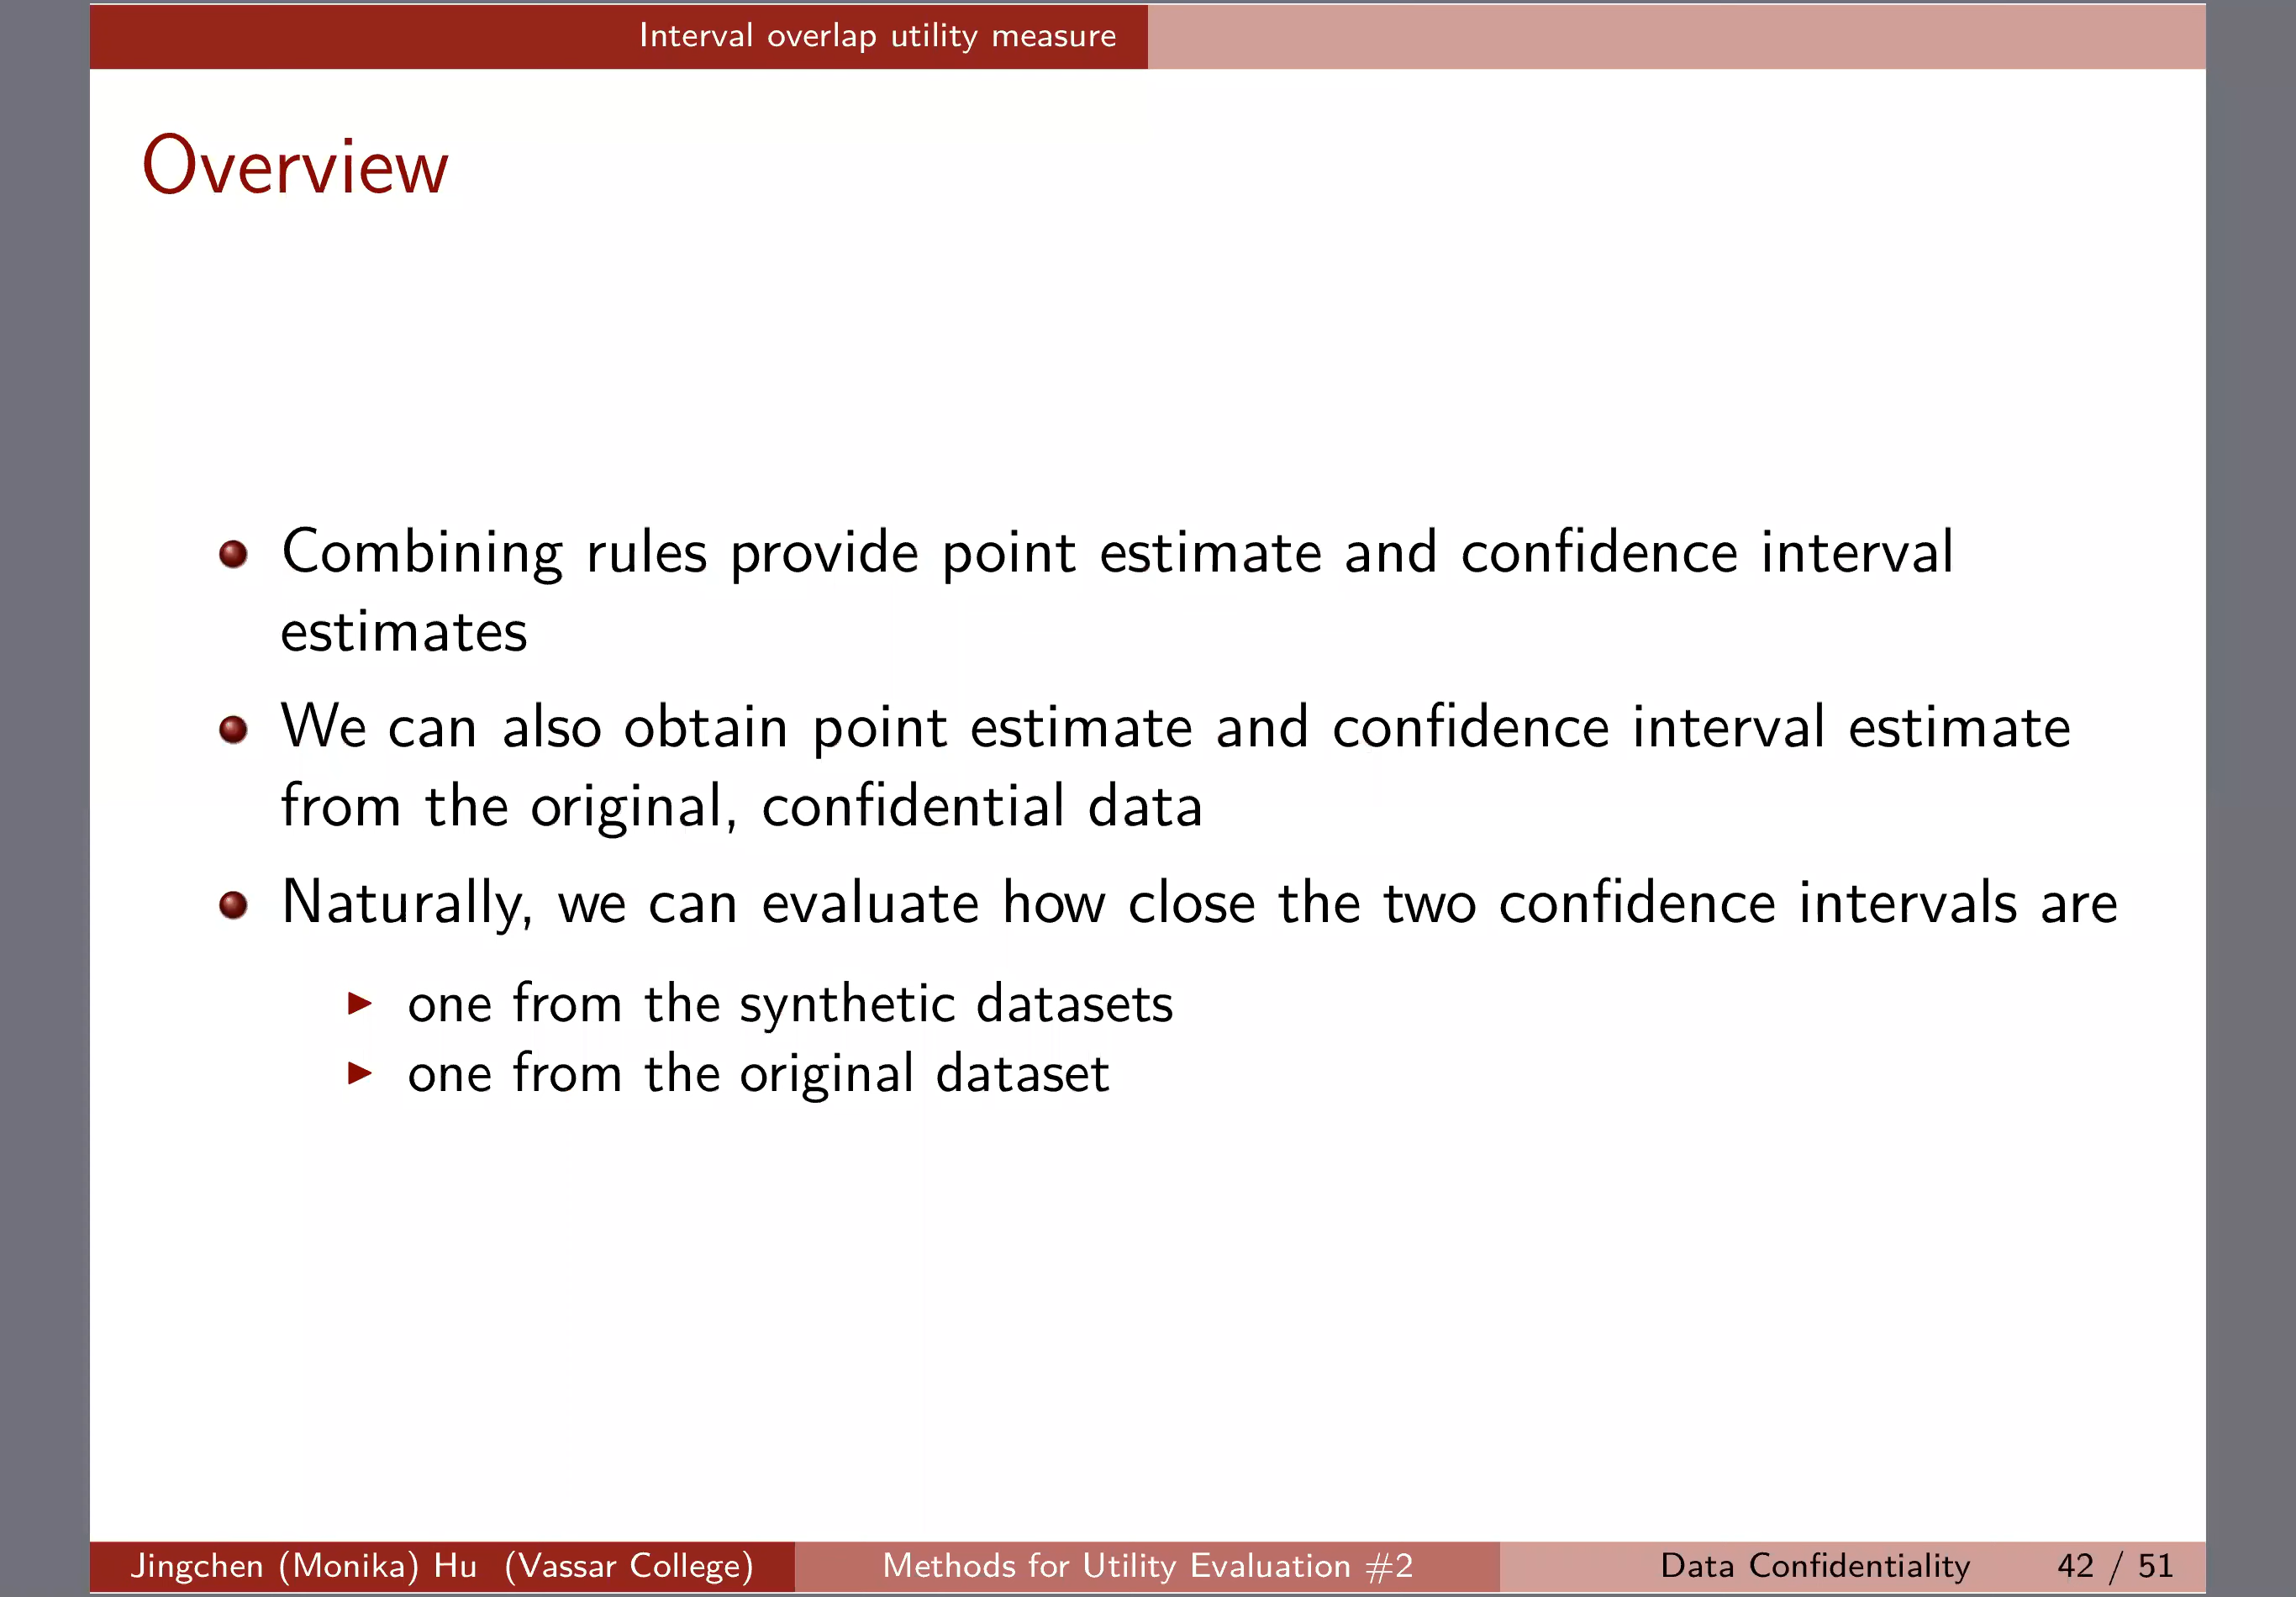 Interval overlap utility measure
Overview
Combining rules provide point estimate and confidence interval
estimates
We can also obtain point estimate and confidence interval estimate
from the original, confidential data
Naturally, we can evaluate how close the two confidence intervals are
one from the synthetic datasets
one from the original dataset
Jingchen (Monika) Hu (Vassar College) Methods for Utility Evaluation #2 Data Confidentiality 42 / 51